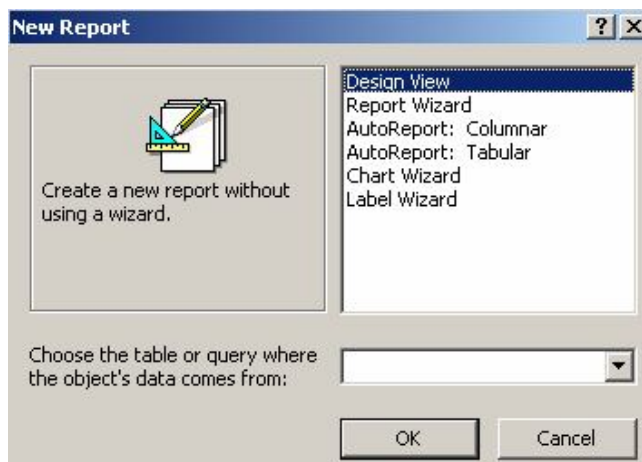 New Report
Create a new report without
using a wizard.
Design View
Report Wizard
AutoReport: Columnar
AutoReport: Tabular
Chart Wizard
Label Wizard
Choose the table or query where
the object's data comes from:
OK
Cancel